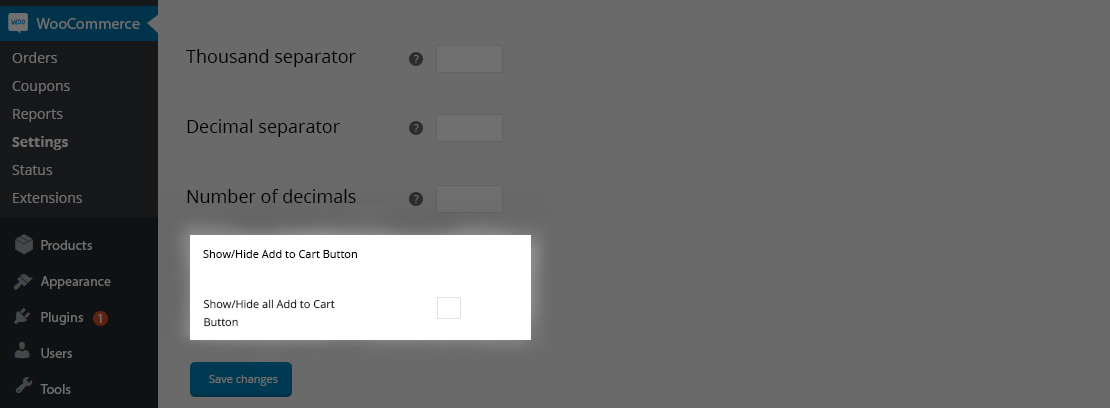 Woo WooCommerce
Orders
Coupons
Reports
Settings
Status
Extensions
Products
Appearance
Plugins 1
Users
Tools
Thousand separator ?
Decimal separator ?
Number of decimals ?
Show/Hide Add to Cart Button
Show/Hide all Add to Cart
Button
Save changes